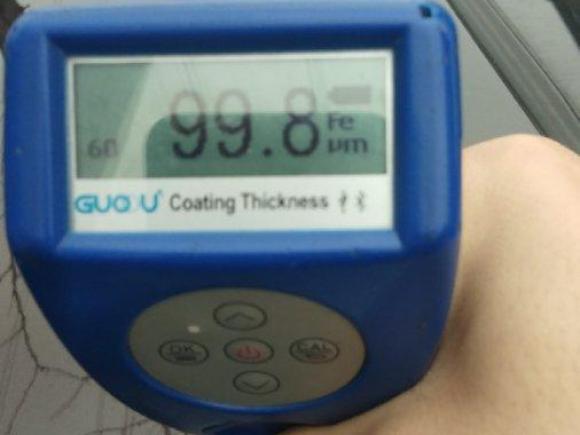 99.8
Fe
µm
60
GUOOU Coating Thickness
OK
CAL